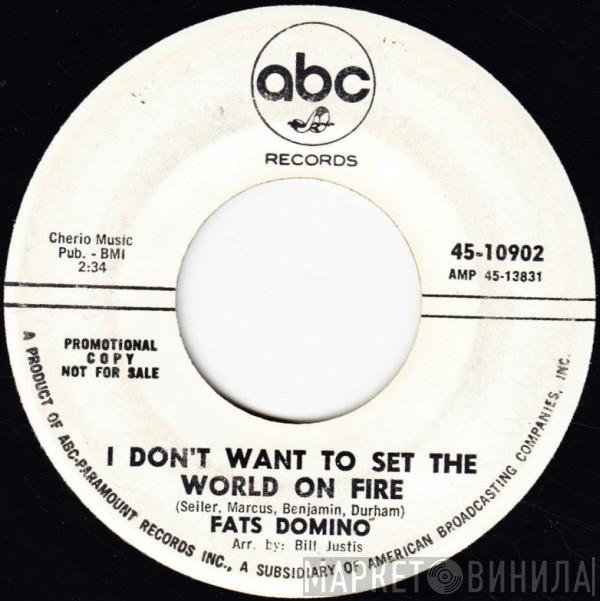 abc
RECORDS
Cherio Music
Pub. - BMI
2:34
45-10902
AMP 45-13831
PROMOTIONAL
COPY
NOT FOR SALE
I DON'T WANT TO SET THE
WORLD ON FIRE
(Seiler, Marcus, Benjamin, Durham)
FATS DOMINO
Arr. by: Bill Justis
A PRODUCT OF ABC-PARAMOUNT RECORDS INC., A SUBSIDIARY OF AMERICAN BROADCASTING COMPANIES, INC.
МАРКЕТ ВИНИЛА